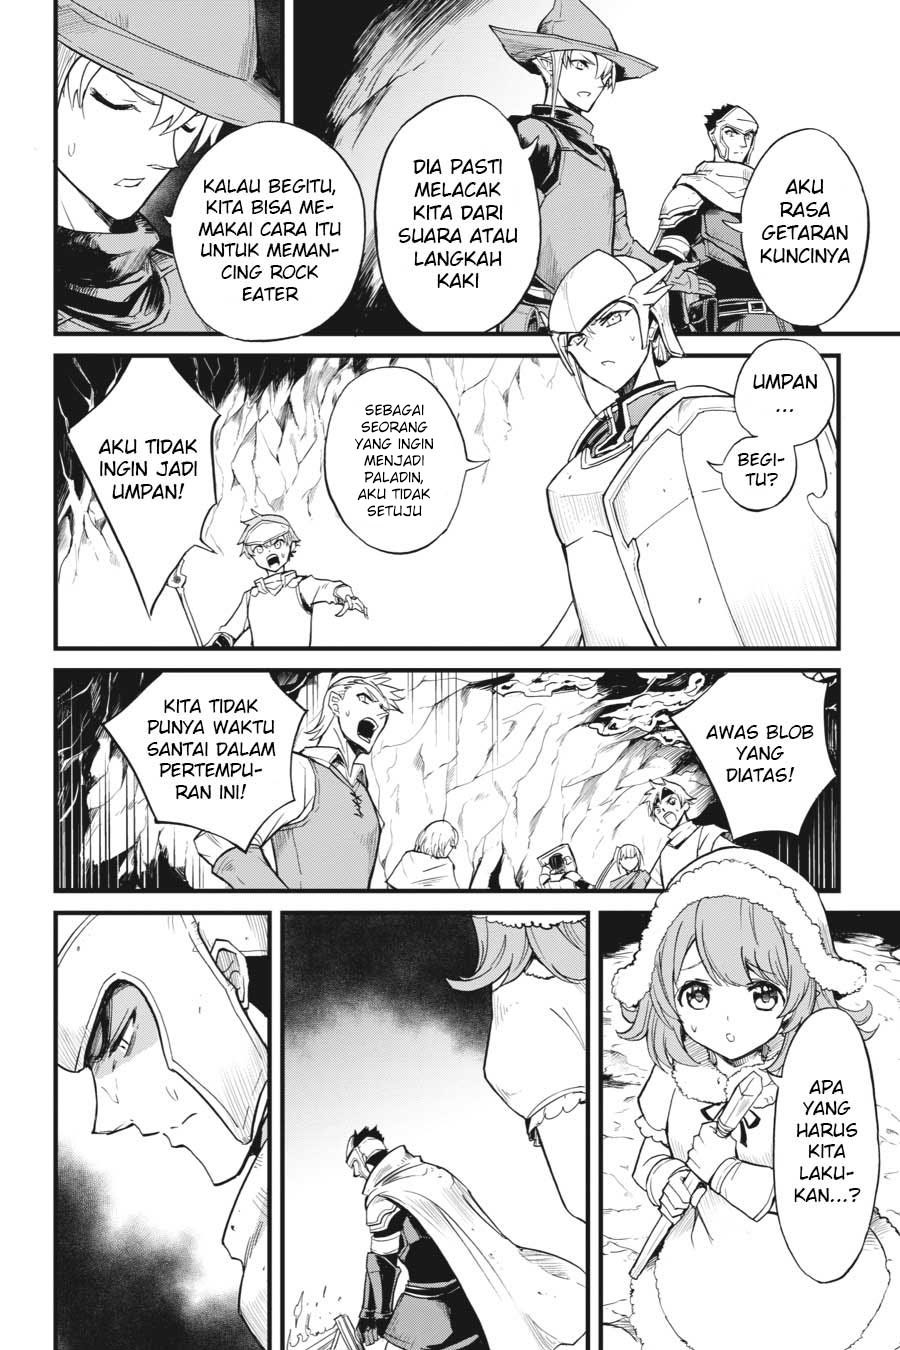 AKU
RASA
GETARAN
KUNCINYA
DIA PASTI
MELACAK
KITA DARI
SUARA ATAU
LANGKAH
KAKI
KALAU BEGITU,
KITA BISA ME-
MAKAI CARA ITU
UNTUK MEMAN-
CING ROCK
EATER
UMPAN
...
BEGI-
TU?
SEBAGAI
SEORANG
YANG INGIN
MENJADI
PALADIN,
AKU TIDAK
SETUJU
AKU TIDAK
INGIN JADI
UMPAN!
AWAS BLOB
YANG
DIATAS!
KITA TIDAK
PUNYA WAKTU
SANTAI DALAM
PERTEMPU-
RAN INI!
APA
YANG
HARUS
KITA
LAKU-
KAN...?